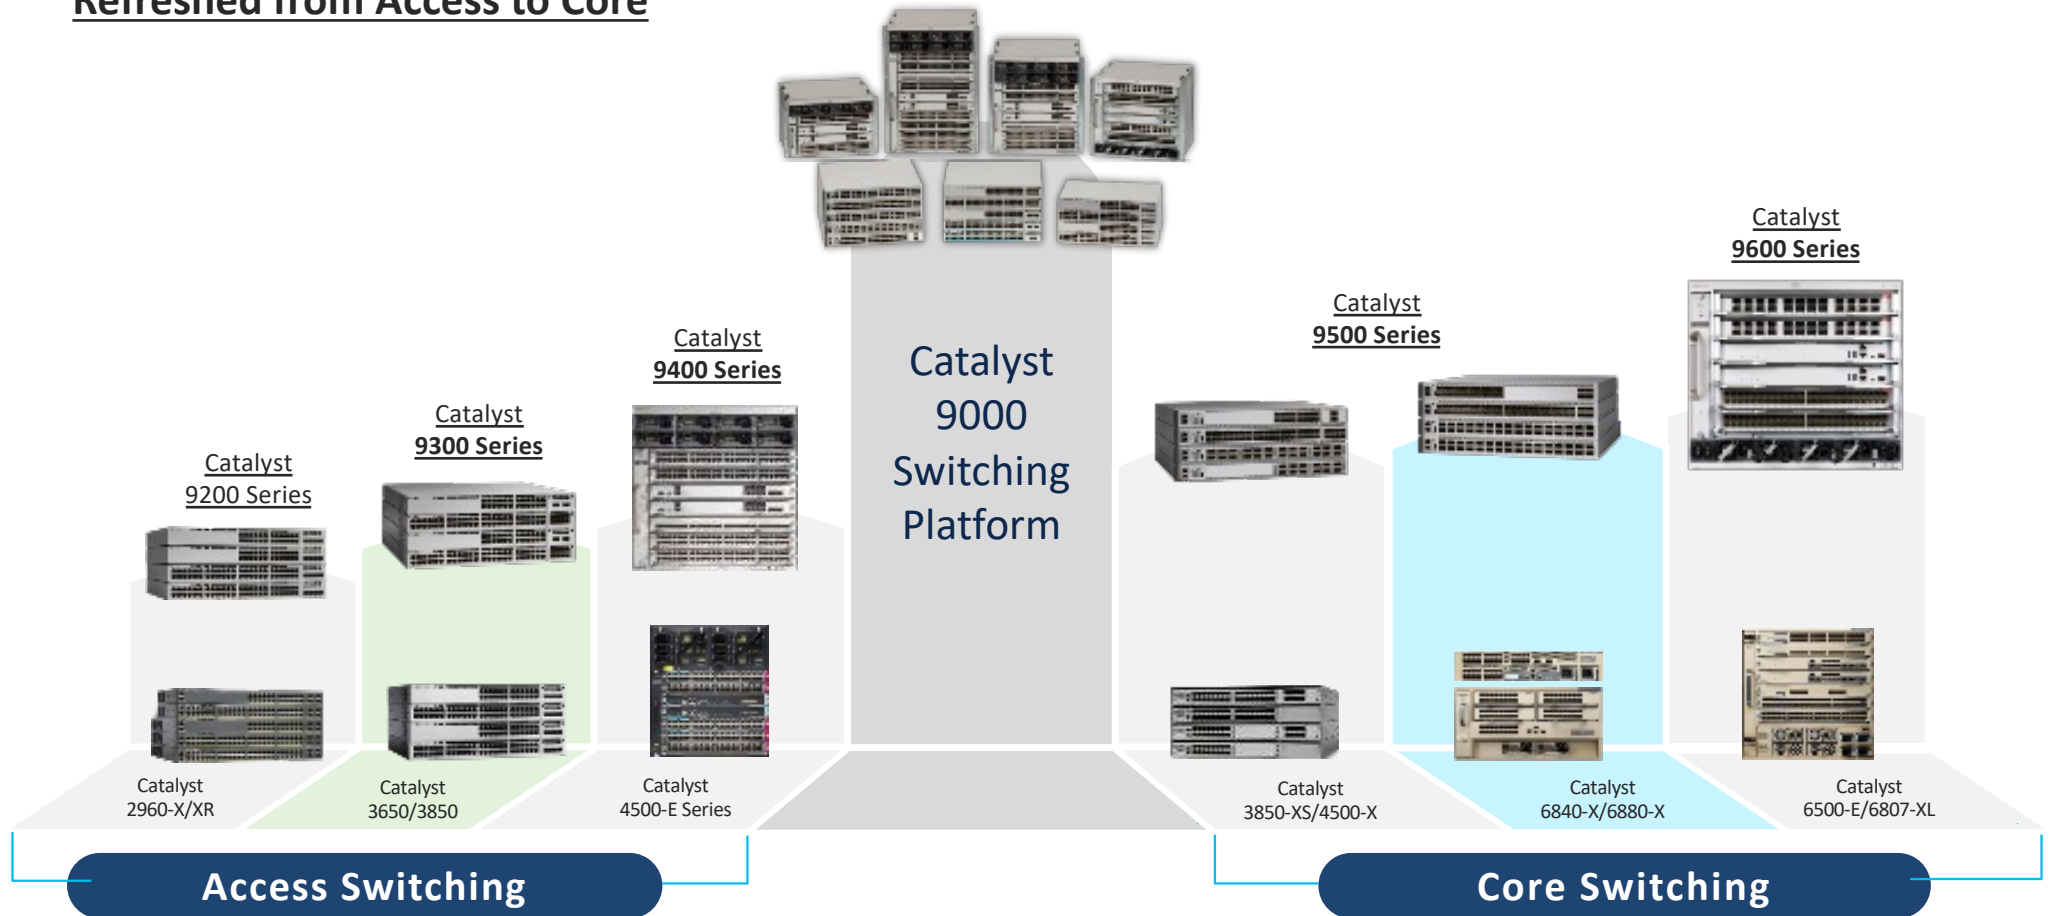 Refreshed from Access to Core
Catalyst
9200 Series
Catalyst
9300 Series
Catalyst
9400 Series
Catalyst
9000
Switching
Platform
Catalyst
9500 Series
Catalyst
9600 Series
Catalyst
2960-X/XR
Catalyst
3650/3850
Catalyst
4500-E Series
Catalyst
3850-XS/4500-X
Catalyst
6840-X/6880-X
Catalyst
6500-E/6807-XL
Access Switching
Core Switching